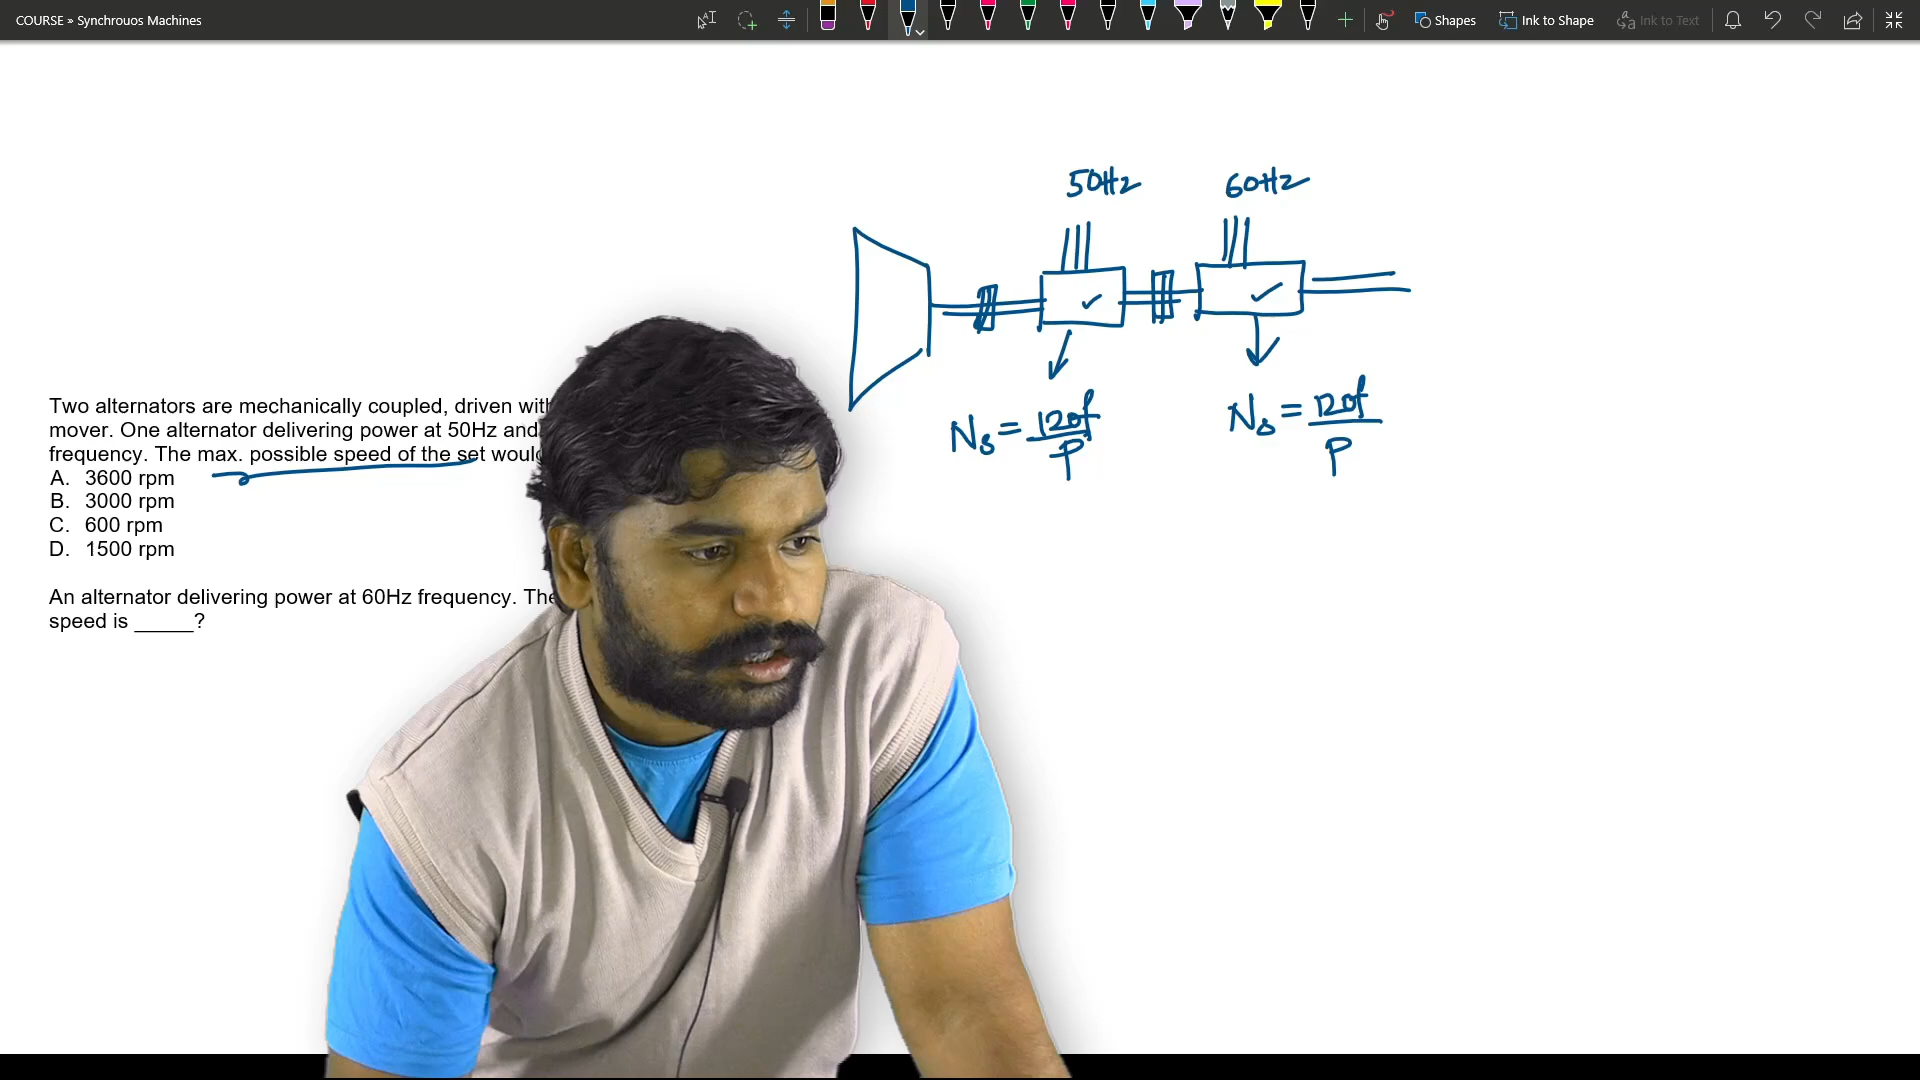 COURSE » Synchrouos Machines
Shapes
Ink to Shape
Ink to Text
50Hz
60Hz
Ns = 120f
P
Ns = 120f
P
Two alternators are mechanically coupled, driven with
mover. One alternator delivering power at 50Hz and
frequency. The max. possible speed of the set would
A. 3600 rpm
B. 3000 rpm
C. 600 rpm
D. 1500 rpm
An alternator delivering power at 60Hz frequency. The
speed is _____?